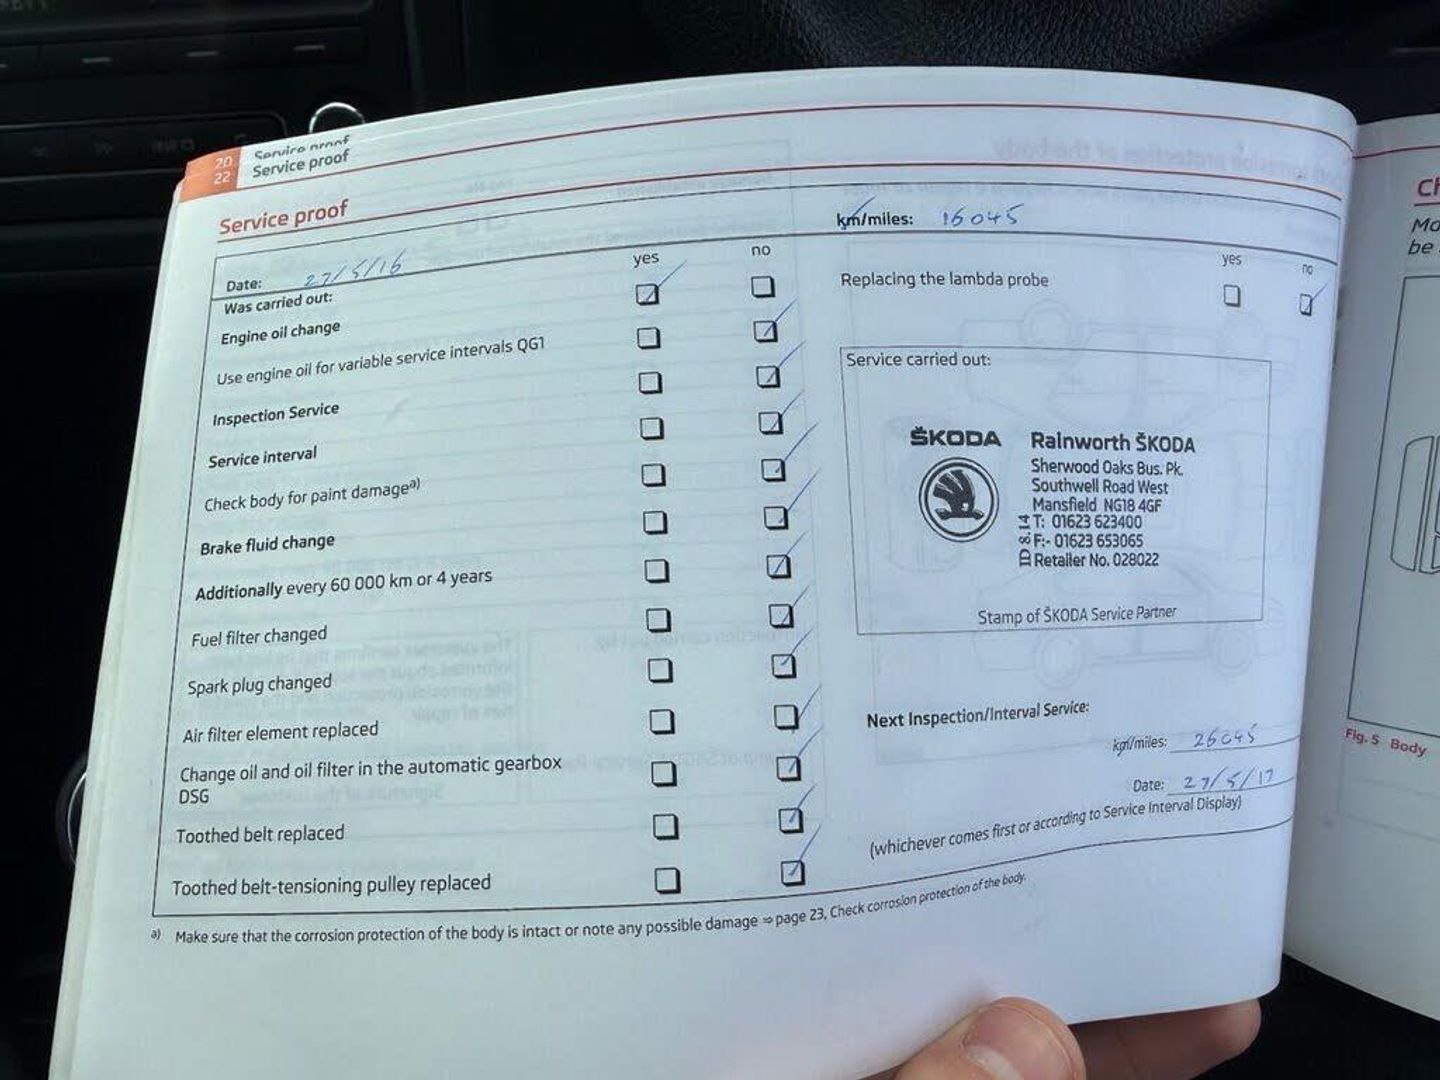 20 Service proof
22 Service proof
Service proof
Date: 27/5/16
km/miles: 16045
Was carried out:
yes no
Engine oil change
Use engine oil for variable service intervals QG1
Inspection Service
Service interval
Check body for paint damage a)
Brake fluid change
Additionally every 60 000 km or 4 years
Fuel filter changed
Spark plug changed
Air filter element replaced
Change oil and oil filter in the automatic gearbox
DSG
Toothed belt replaced
Toothed belt-tensioning pulley replaced
yes no
Replacing the lambda probe
Service carried out:
ŠKODA
Rainworth ŠKODA
Sherwood Oaks Bus. Pk.
Southwell Road West
Mansfield NG18 4GF
T: 01623 623400
F:- 01623 653065
Retailer No. 028022
Stamp of ŠKODA Service Partner
Next Inspection/Interval Service:
km/miles: 26045
Date: 27/5/17
(whichever comes first or according to Service Interval Display)
a) Make sure that the corrosion protection of the body is intact or note any possible damage ⇒ page 23, Check corrosion protection of the body.
Ch
Mo
be
Fig. 5 Body